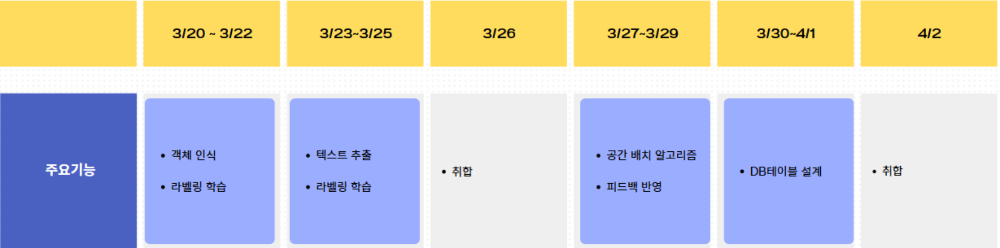 3/20 ~ 3/22
3/23~3/25
3/26
3/27~3/29
3/30~4/1
4/2
주요기능
• 객체 인식
• 라벨링 학습
• 텍스트 추출
• 라벨링 학습
• 취합
• 공간 배치 알고리즘
• 피드백 반영
• DB테이블 설계
• 취합